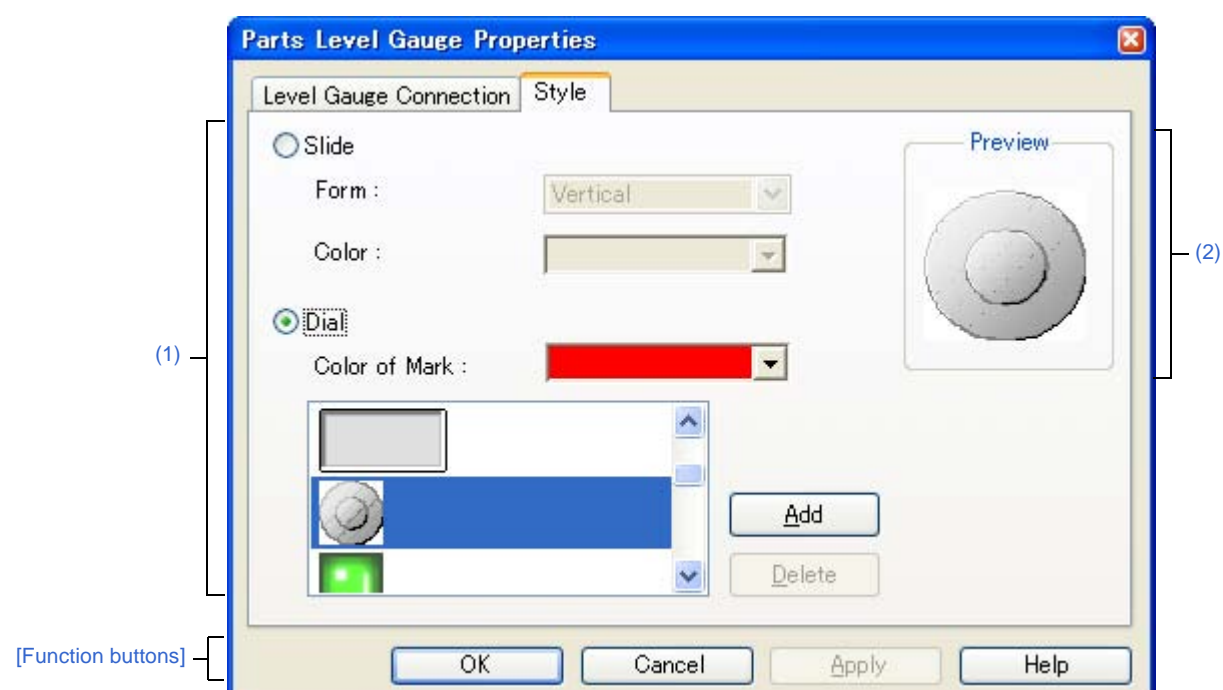 Parts Level Gauge Properties
Level Gauge Connection
Style
Slide
Preview
Form :
Vertical
Color :
(2)
Dial
(1)
Color of Mark :
Add
Delete
[Function buttons]
OK
Cancel
Apply
Help